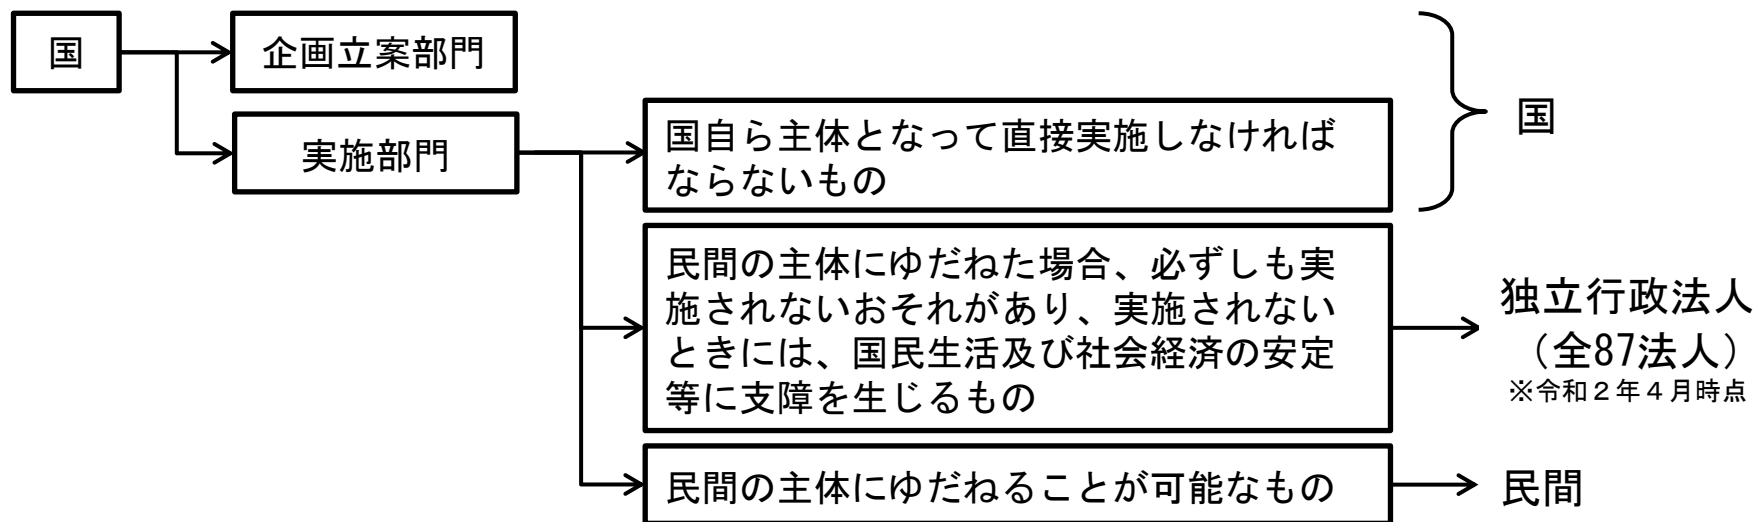 国
企画立案部門
実施部門
国自ら主体となって直接実施しなければ
ならないもの
国
民間の主体にゆだねた場合、必ずしも実
施されないおそれがあり、実施されない
ときには、国民生活及び社会経済の安定
等に支障を生じるもの
独立行政法人
（全87法人）
※令和２年４月時点
民間の主体にゆだねることが可能なもの
民間